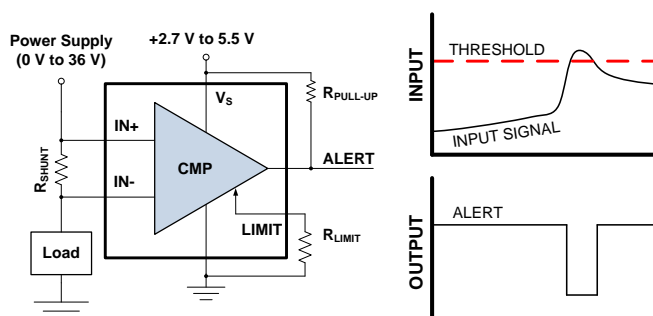 Power Supply
(0 V to 36 V)
+2.7 V to 5.5 V
VS
RPULL-UP
IN+
RSHUNT
CMP
ALERT
IN-
LIMIT
RLIMIT
Load
INPUT
THRESHOLD
INPUT SIGNAL
OUTPUT
ALERT